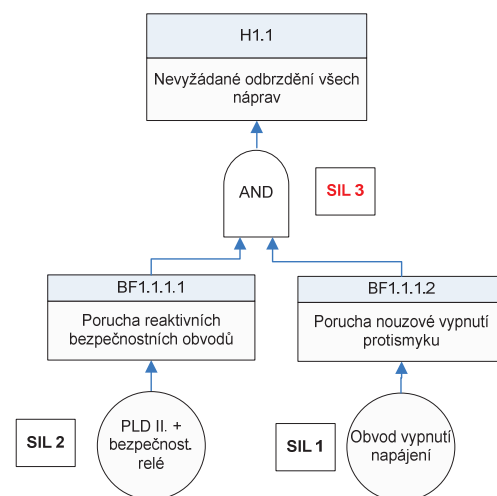 H1.1
Nevyžádané odbrzdění všech
náprav
AND
SIL 3
BF1.1.1.1
Porucha reaktivních
bezpečnostních obvodů
BF1.1.1.2
Porucha nouzové vypnutí
protismyku
SIL 2
PLD II. +
bezpečnost.
relé
SIL 1
Obvod vypnutí
napájení